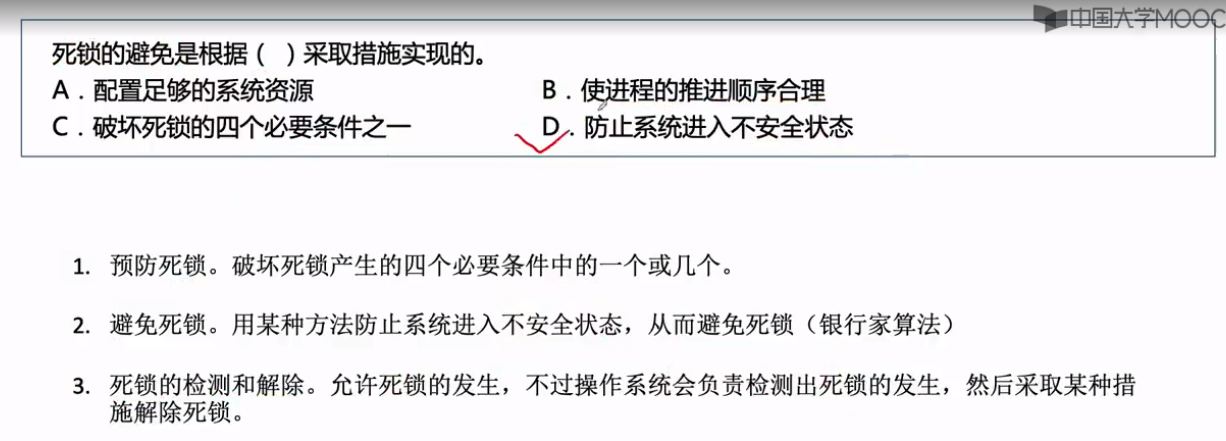 中国大学MOOC
死锁的避免是根据（ ）采取措施实现的。
A．配置足够的系统资源 B．使进程的推进顺序合理
C．破坏死锁的四个必要条件之一 D．防止系统进入不安全状态
1. 预防死锁。破坏死锁产生的四个必要条件中的一个或几个。
2. 避免死锁。用某种方法防止系统进入不安全状态，从而避免死锁（银行家算法）
3. 死锁的检测和解除。允许死锁的发生，不过操作系统会负责检测出死锁的发生，然后采取某种措
施解除死锁。